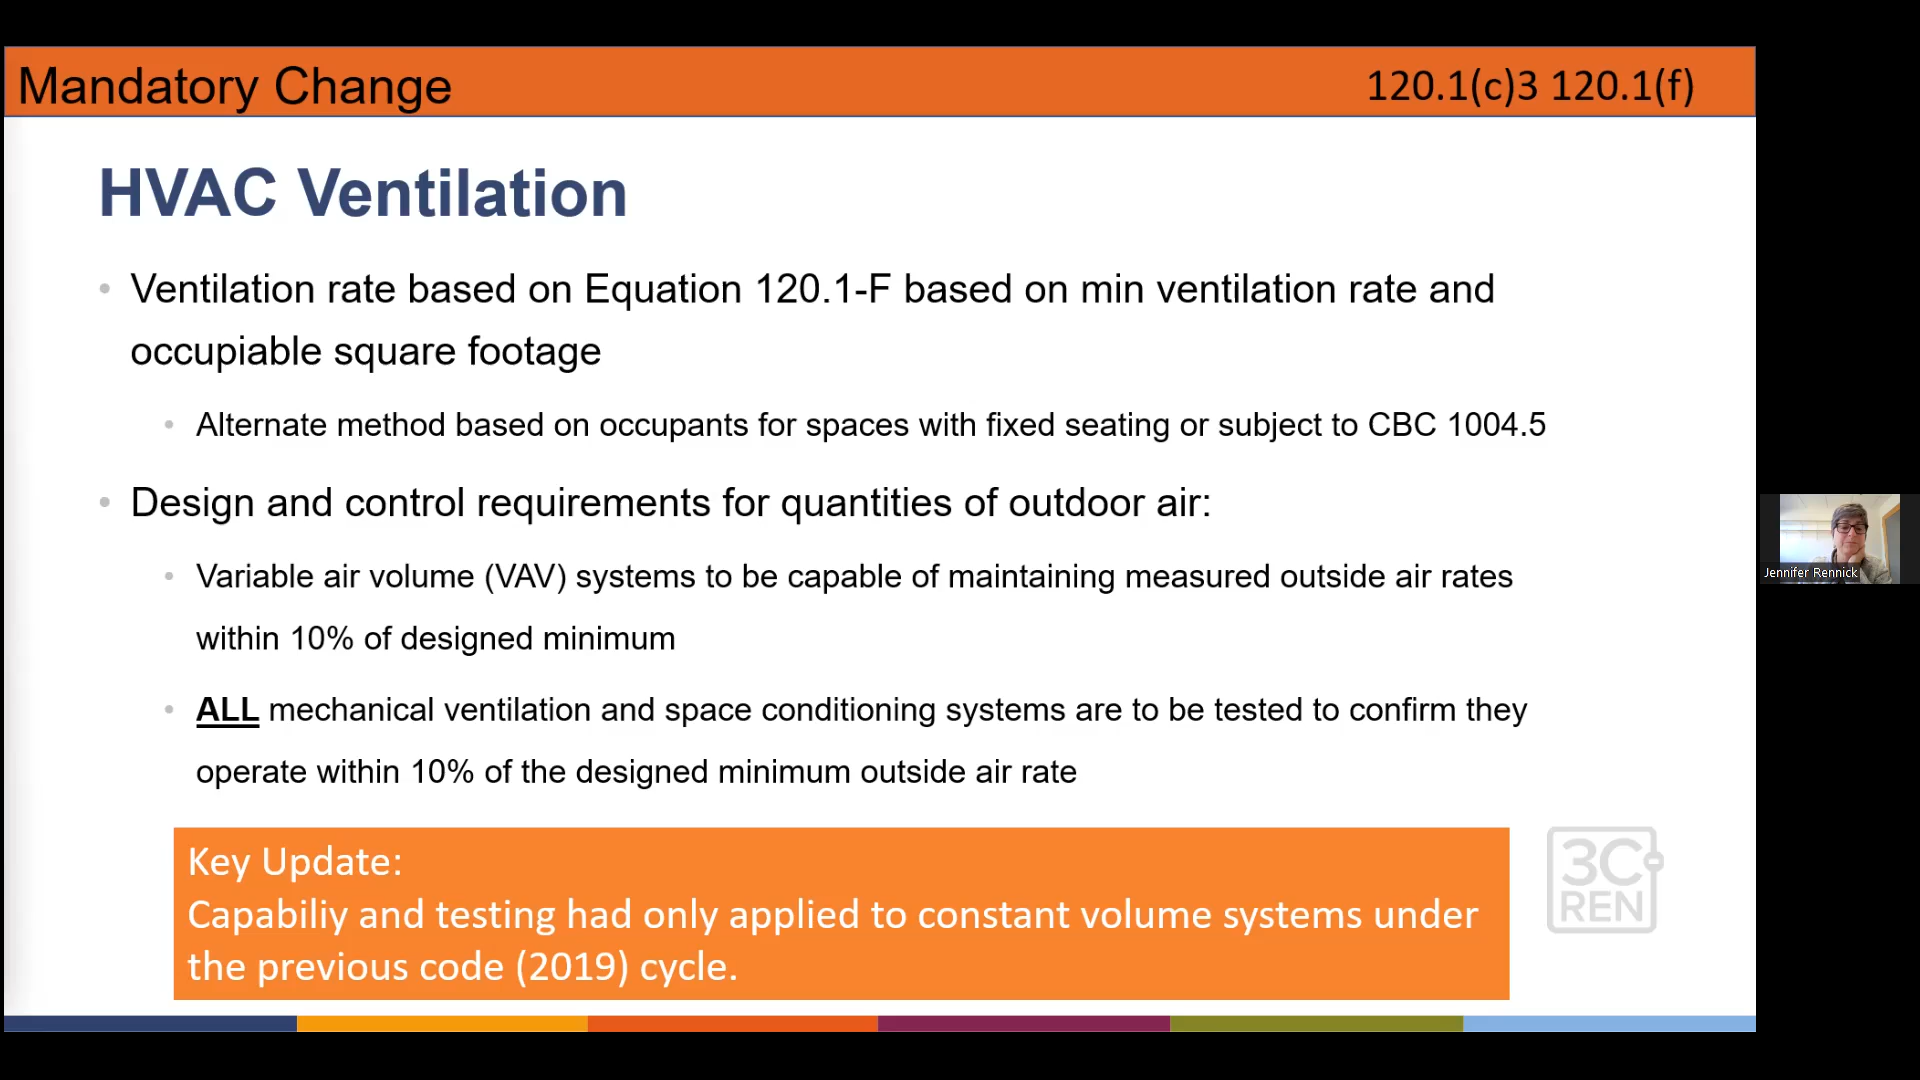 Mandatory Change
120.1(c)3 120.1(f)
HVAC Ventilation
• Ventilation rate based on Equation 120.1-F based on min ventilation rate and
occupiable square footage
• Alternate method based on occupants for spaces with fixed seating or subject to CBC 1004.5
• Design and control requirements for quantities of outdoor air:
• Variable air volume (VAV) systems to be capable of maintaining measured outside air rates
within 10% of designed minimum
• ALL mechanical ventilation and space conditioning systems are to be tested to confirm they
operate within 10% of the designed minimum outside air rate
Key Update:
Capabiliy and testing had only applied to constant volume systems under
the previous code (2019) cycle.
3C
REN
Jennifer Rennick